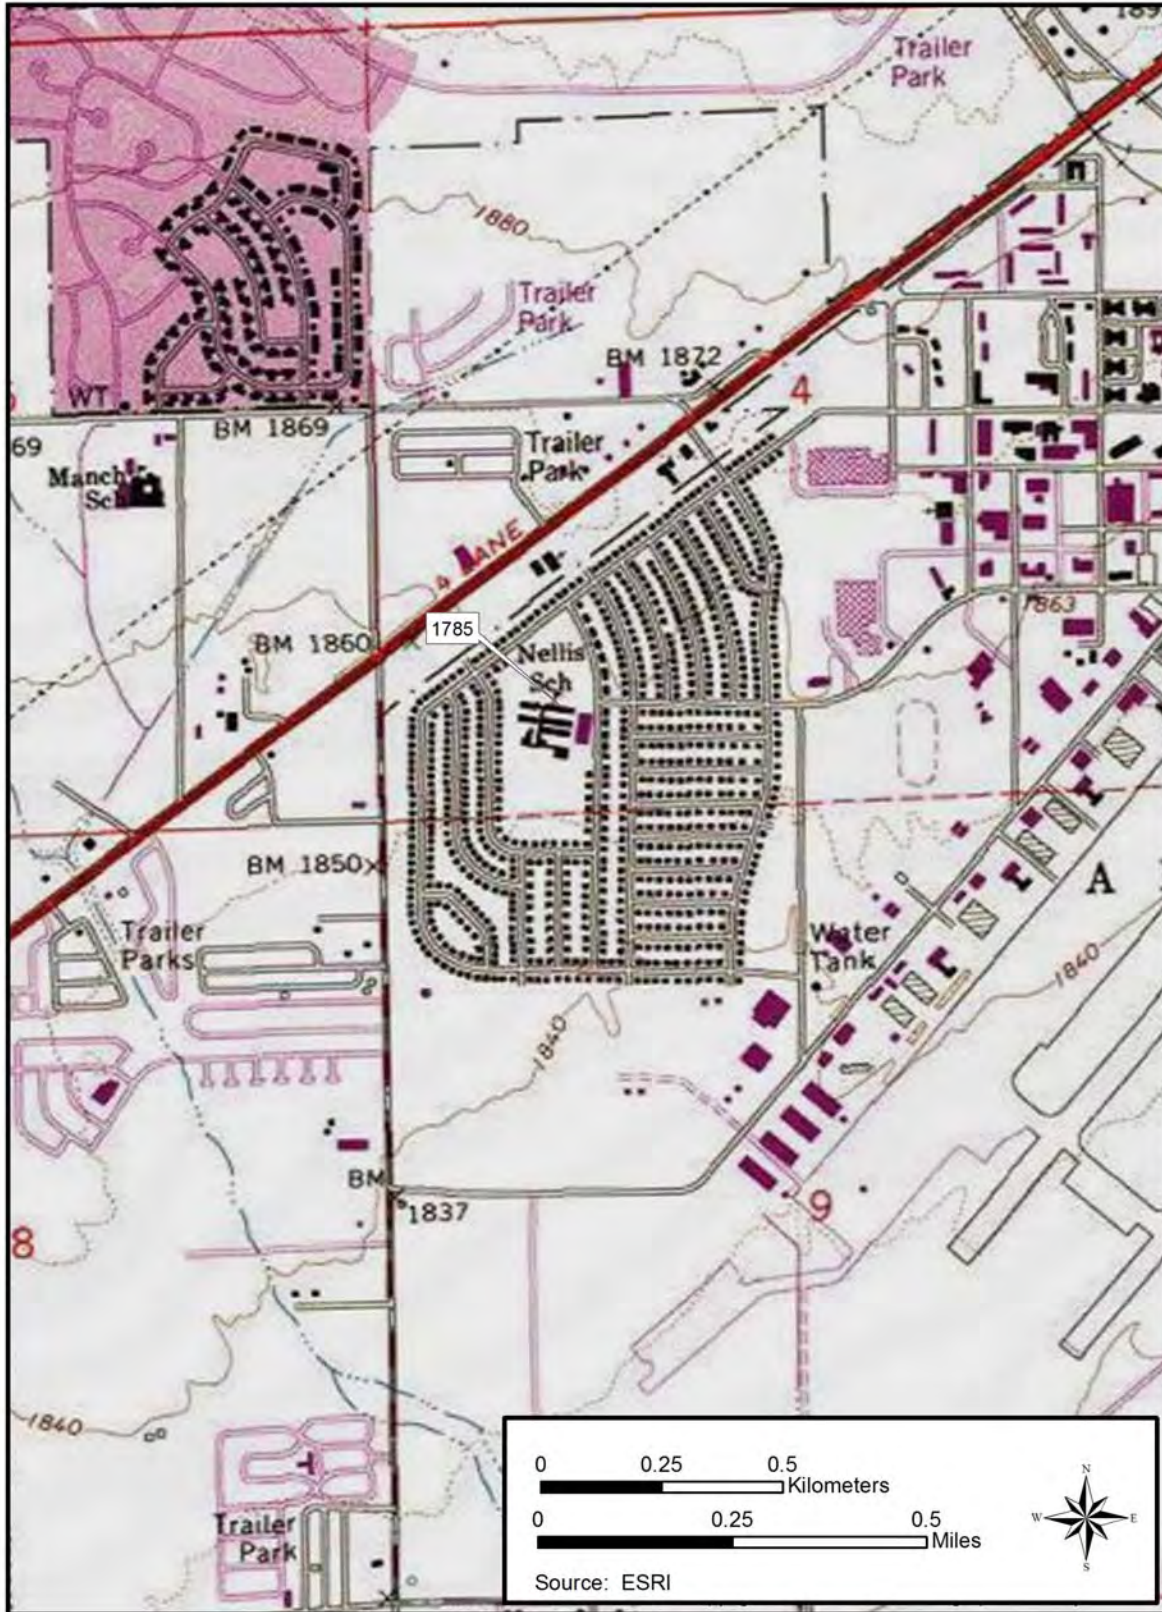 189
Trailer
Park
1880
Trailer
Park
BM 1872
4
WT
BM 1869
69
Trailer
Park
Manch
Sch
4 LANE
1863
1785
BM 1860
Nellis
Sch
BM 1850
A
Trailer
Parks
Water
Tank
1840
1840
BM
1837
9
8
1840
Trailer
Park
0 0.25 0.5
Kilometers
0 0.25 0.5
Miles
Source: ESRI
N
W E
S